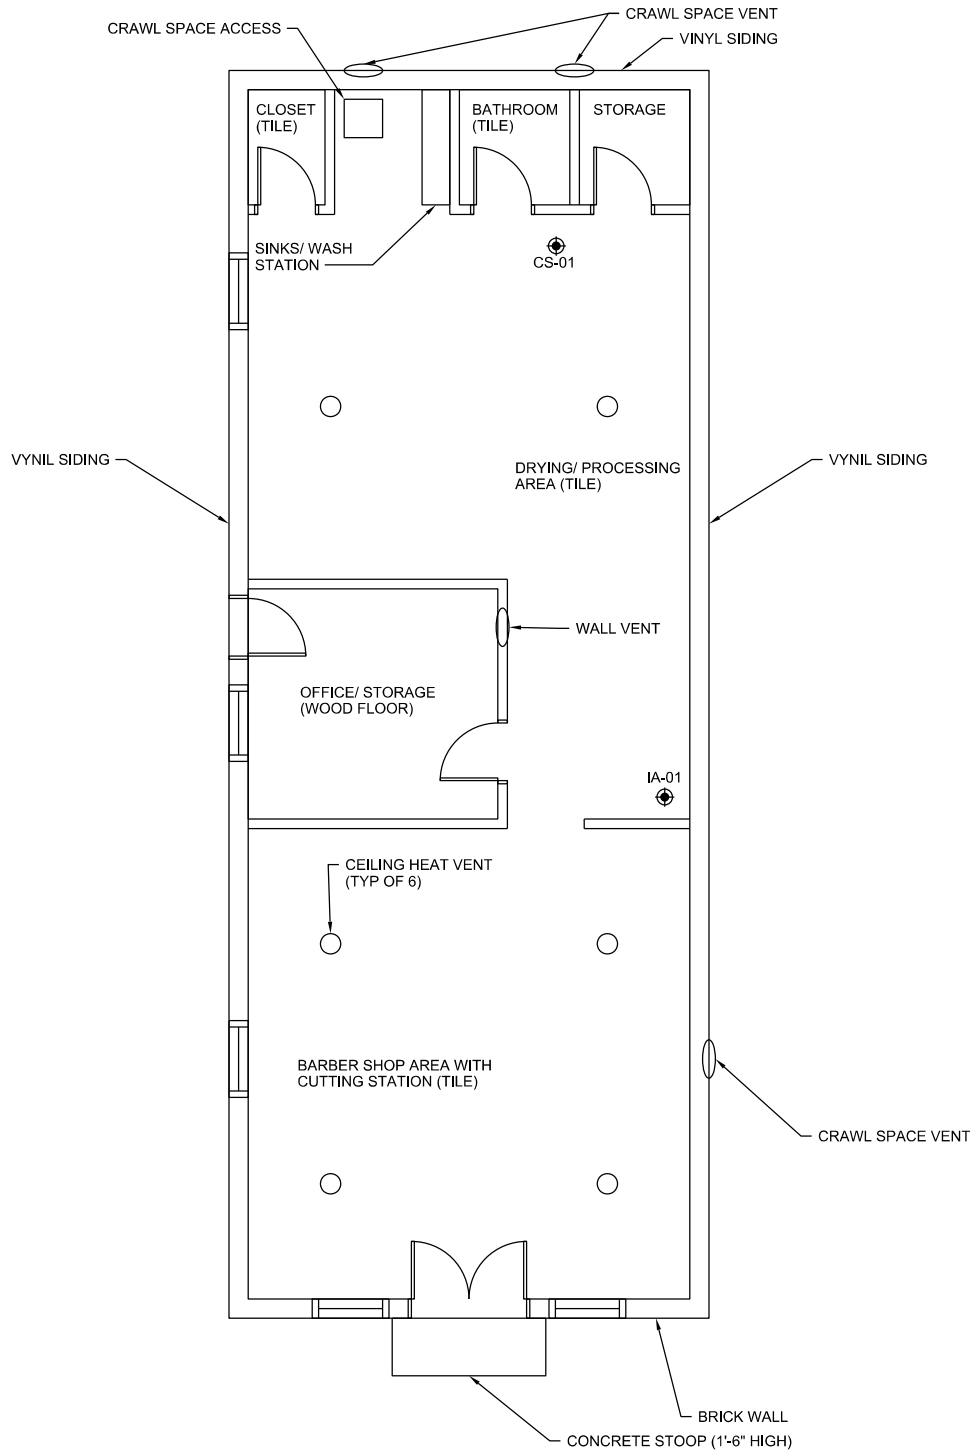 CRAWL SPACE VENT
CRAWL SPACE ACCESS
VINYL SIDING
CLOSET
(TILE)
BATHROOM
(TILE)
STORAGE
SINKS/ WASH
STATION
CS-01
VYNIL SIDING
DRYING/ PROCESSING
AREA (TILE)
VYNIL SIDING
WALL VENT
OFFICE/ STORAGE
(WOOD FLOOR)
IA-01
CEILING HEAT VENT
(TYP OF 6)
BARBER SHOP AREA WITH
CUTTING STATION (TILE)
CRAWL SPACE VENT
BRICK WALL
CONCRETE STOOP (1'-6" HIGH)